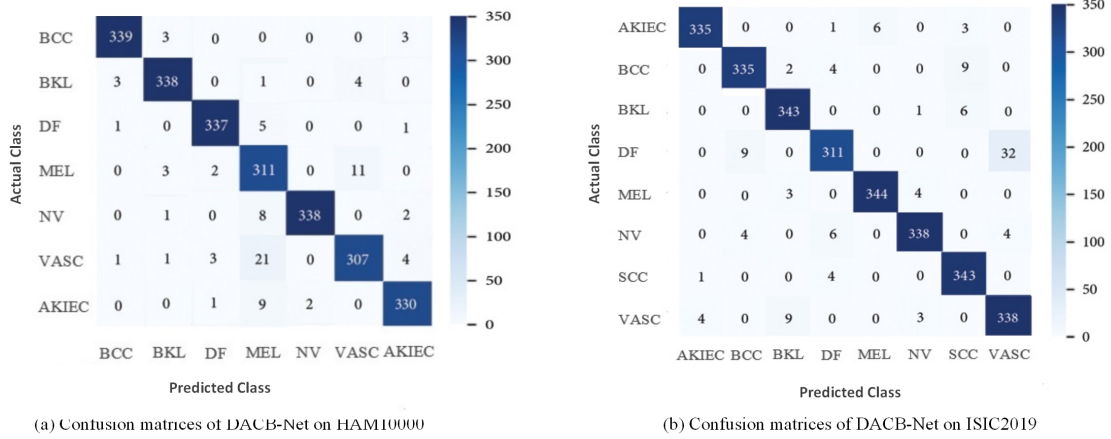 BCC 339 3 0 0 0 0 3
BKL 3 338 0 1 0 4 0
DF 1 0 337 5 0 0 1
MEL 0 3 2 311 0 11
NV 0 1 0 8 338 0 2
VASC 1 1 3 21 0 307 4
AKIEC 0 0 1 9 2 0 330
BCC BKL DF MEL NV VASC AKIEC
Actual Class
Predicted Class
350
300
250
200
150
100
50
0
(a) Confusion matrices of DACB-Net on HAM10000
AKIEC 335 0 0 1 6 0 3
BCC 0 335 2 4 0 0 9 0
BKL 0 0 343 0 0 1 6 0
DF 0 9 0 311 0 0 0 32
MEL 0 0 3 0 344 4
NV 0 4 0 6 0 338 0 4
SCC 1 0 0 4 0 0 343 0
VASC 4 0 9 0 0 3 0 338
AKIEC BCC BKL DF MEL NV SCC VASC
Actual Class
Predicted Class
350
300
250
200
150
100
50
0
(b) Confusion matrices of DACB-Net on ISIC2019